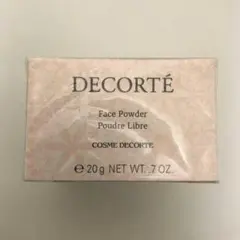 DECORTÉ
Face Powder
Poudre Libre
COSME DECORTE
℮ 20g NET WT. .7 OZ.